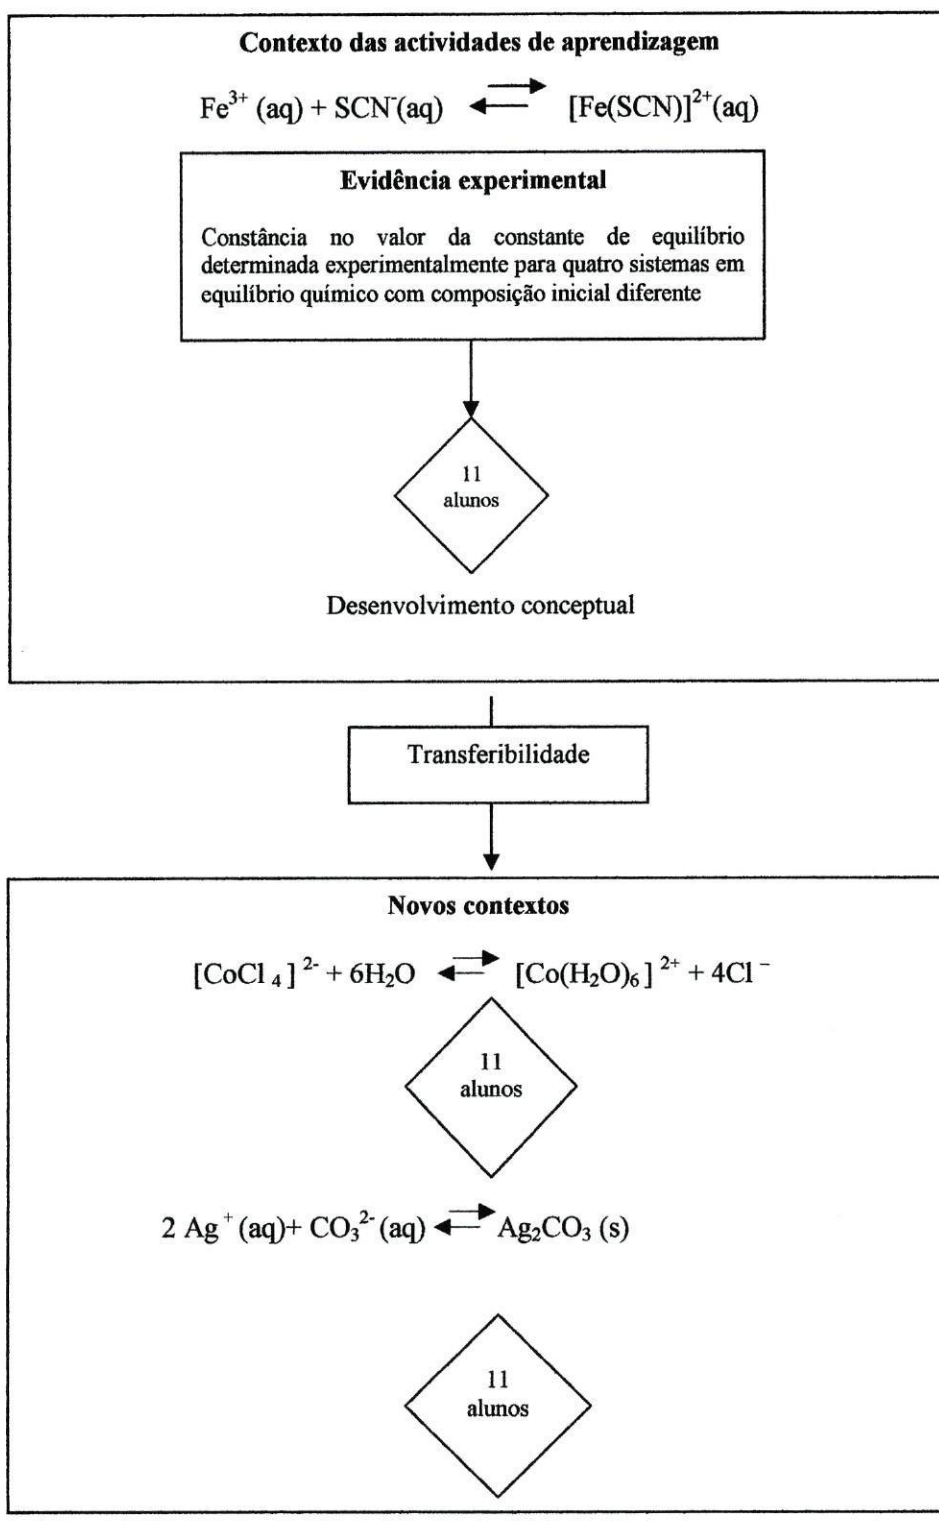 Contexto das actividades de aprendizagem
Fe³⁺ (aq) + SCN⁻(aq) ⇌ [Fe(SCN)]²⁺(aq)
Evidência experimental
Constância no valor da constante de equilíbrio
determinada experimentalmente para quatro sistemas em
equilíbrio químico com composição inicial diferente
11
alunos
Desenvolvimento conceptual
Transferibilidade
Novos contextos
[CoCl₄]²⁻ + 6H₂O ⇌ [Co(H₂O)₆]²⁺ + 4Cl⁻
11
alunos
2 Ag⁺ (aq)+ CO₃²⁻ (aq) ⇌ Ag₂CO₃ (s)
11
alunos